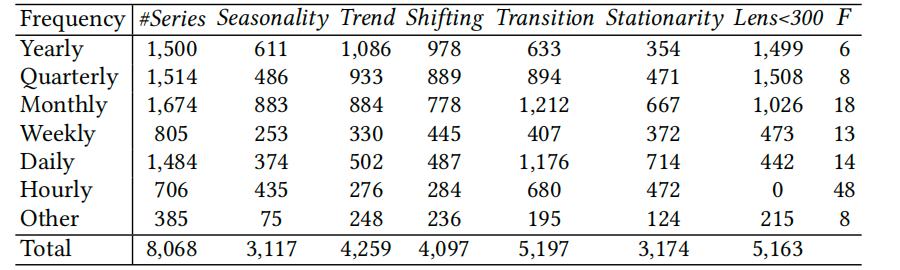 Frequency #Series Seasonality Trend Shifting Transition Stationarity Lens<300 F
Yearly 1,500 611 1,086 978 633 354 1,499 6
Quarterly 1,514 486 933 889 894 471 1,508 8
Monthly 1,674 883 884 778 1,212 667 1,026 18
Weekly 805 253 330 445 407 372 473 13
Daily 1,484 374 502 487 1,176 714 442 14
Hourly 706 435 276 284 680 472 0 48
Other 385 75 248 236 195 124 215 8
Total 8,068 3,117 4,259 4,097 5,197 3,174 5,163